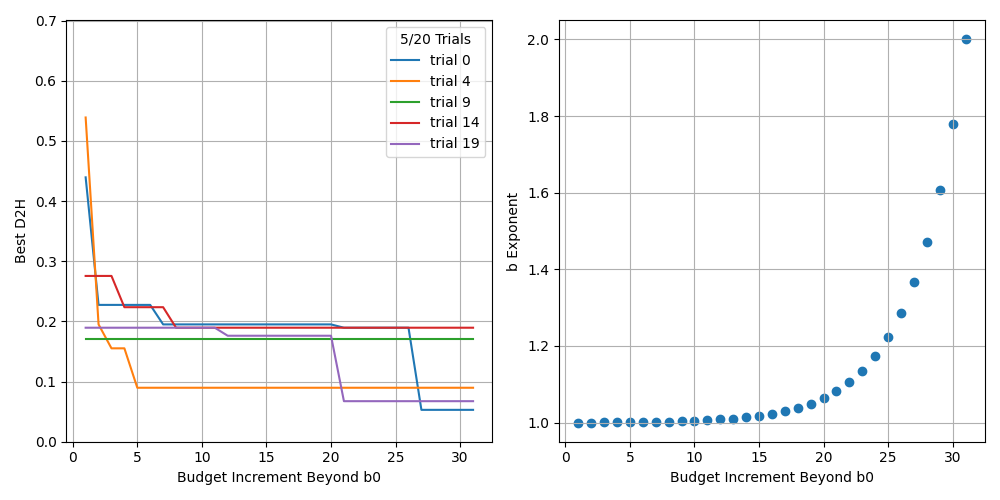 0.7
0.6
0.5
0.4
0.3
0.2
0.1
0.0
Best D2H
0 5 10 15 20 25 30
Budget Increment Beyond b0
5/20 Trials
trial 0
trial 4
trial 9
trial 14
trial 19
2.0
1.8
1.6
1.4
1.2
1.0
b Exponent
0 5 10 15 20 25 30
Budget Increment Beyond b0